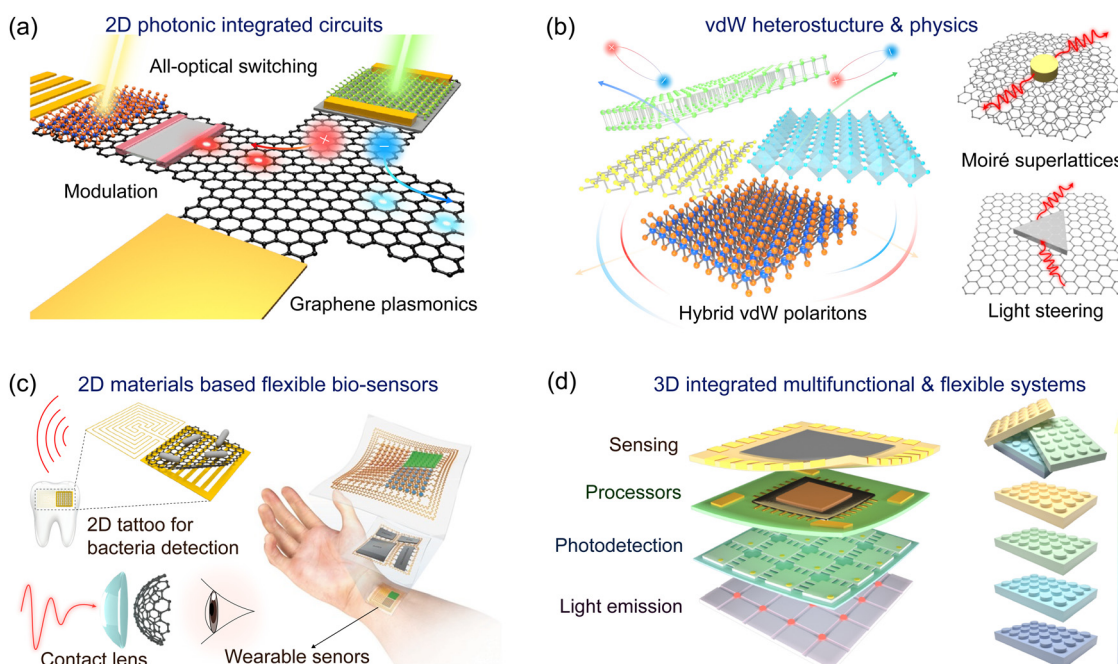 (a) 2D photonic integrated circuits
All-optical switching
Modulation
+
−
Graphene plasmonics
(b) vdW heterostucture & physics
Moiré superlattices
Hybrid vdW polaritons
Light steering
(c) 2D materials based flexible bio-sensors
2D tattoo for
bacteria detection
Contact lens
Wearable senors
(d) 3D integrated multifunctional & flexible systems
Sensing
Processors
Photodetection
Light emission